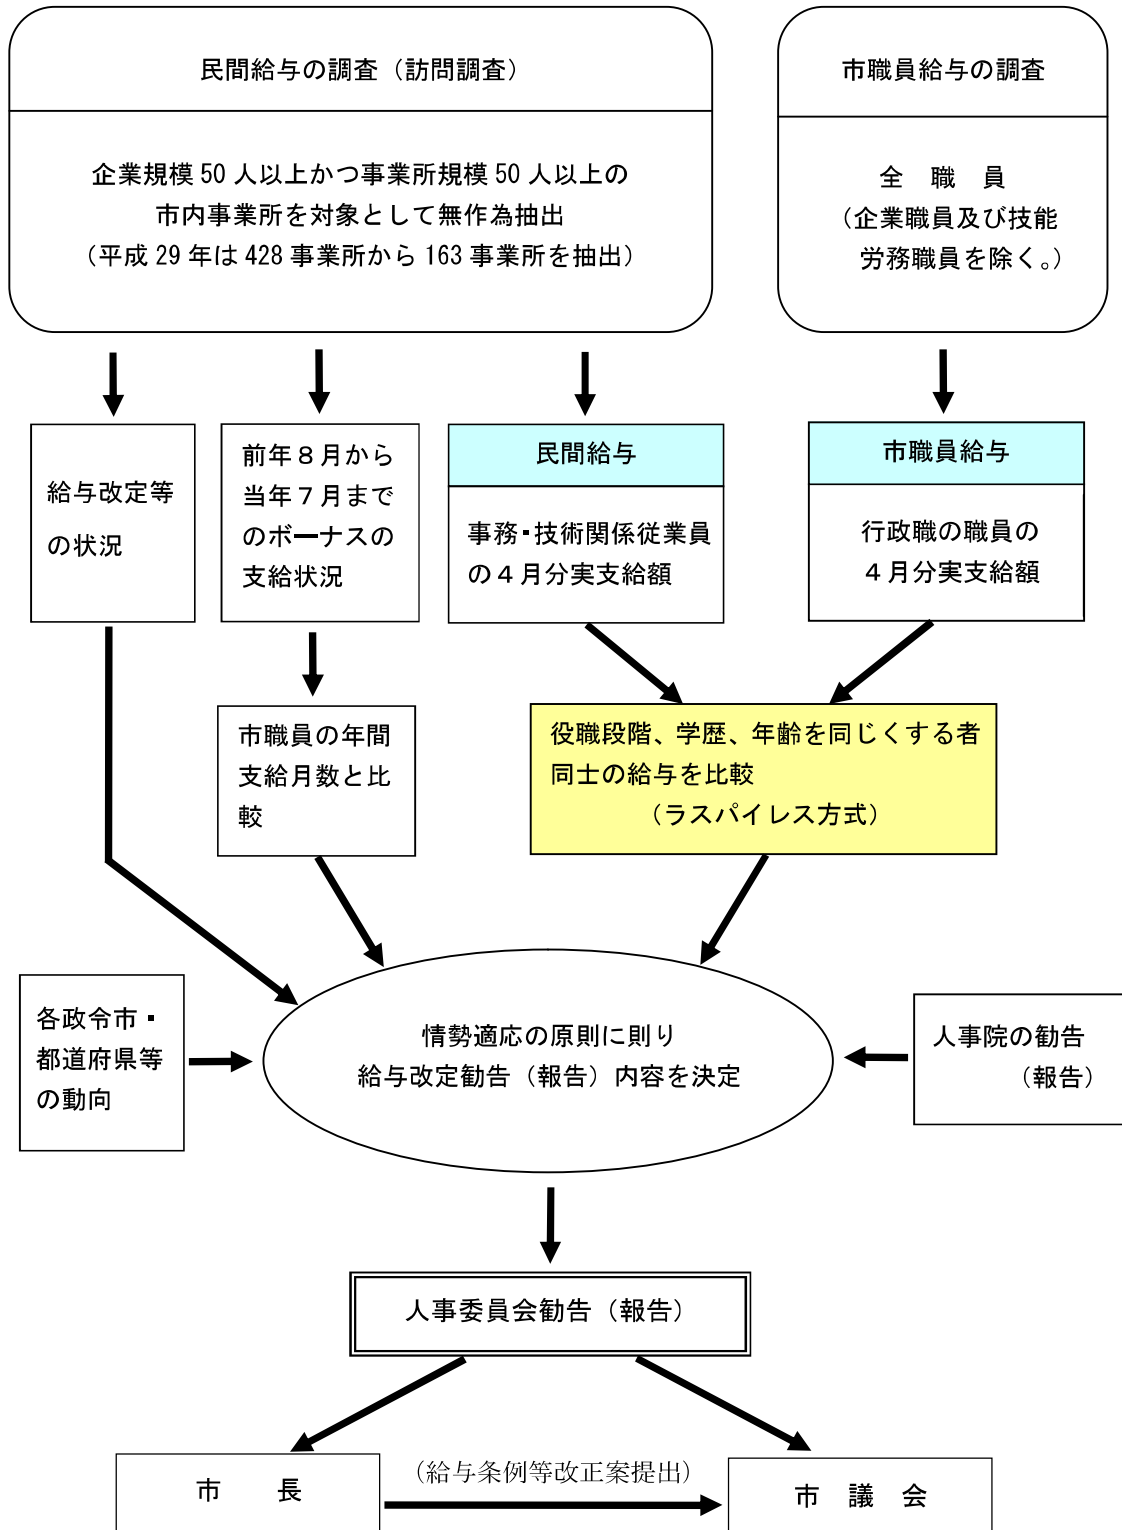 民間給与の調査（訪問調査）
企業規模 50 人以上かつ事業所規模 50 人以上の
市内事業所を対象として無作為抽出
（平成 29 年は 428 事業所から 163 事業所を抽出）
市職員給与の調査
全　職　員
（企業職員及び技能
労務職員を除く。）
給与改定等
の状況
前年８月から
当年７月まで
のボーナスの
支給状況
民間給与
事務・技術関係従業員
の４月分実支給額
市職員給与
行政職の職員の
４月分実支給額
市職員の年間
支給月数と比
較
役職段階、学歴、年齢を同じくする者
同士の給与を比較
（ラスパイレス方式）
各政令市・
都道府県等
の動向
情勢適応の原則に則り
給与改定勧告（報告）内容を決定
人事院の勧告
（報告）
人事委員会勧告（報告）
市　　長
（給与条例等改正案提出）
市　議　会